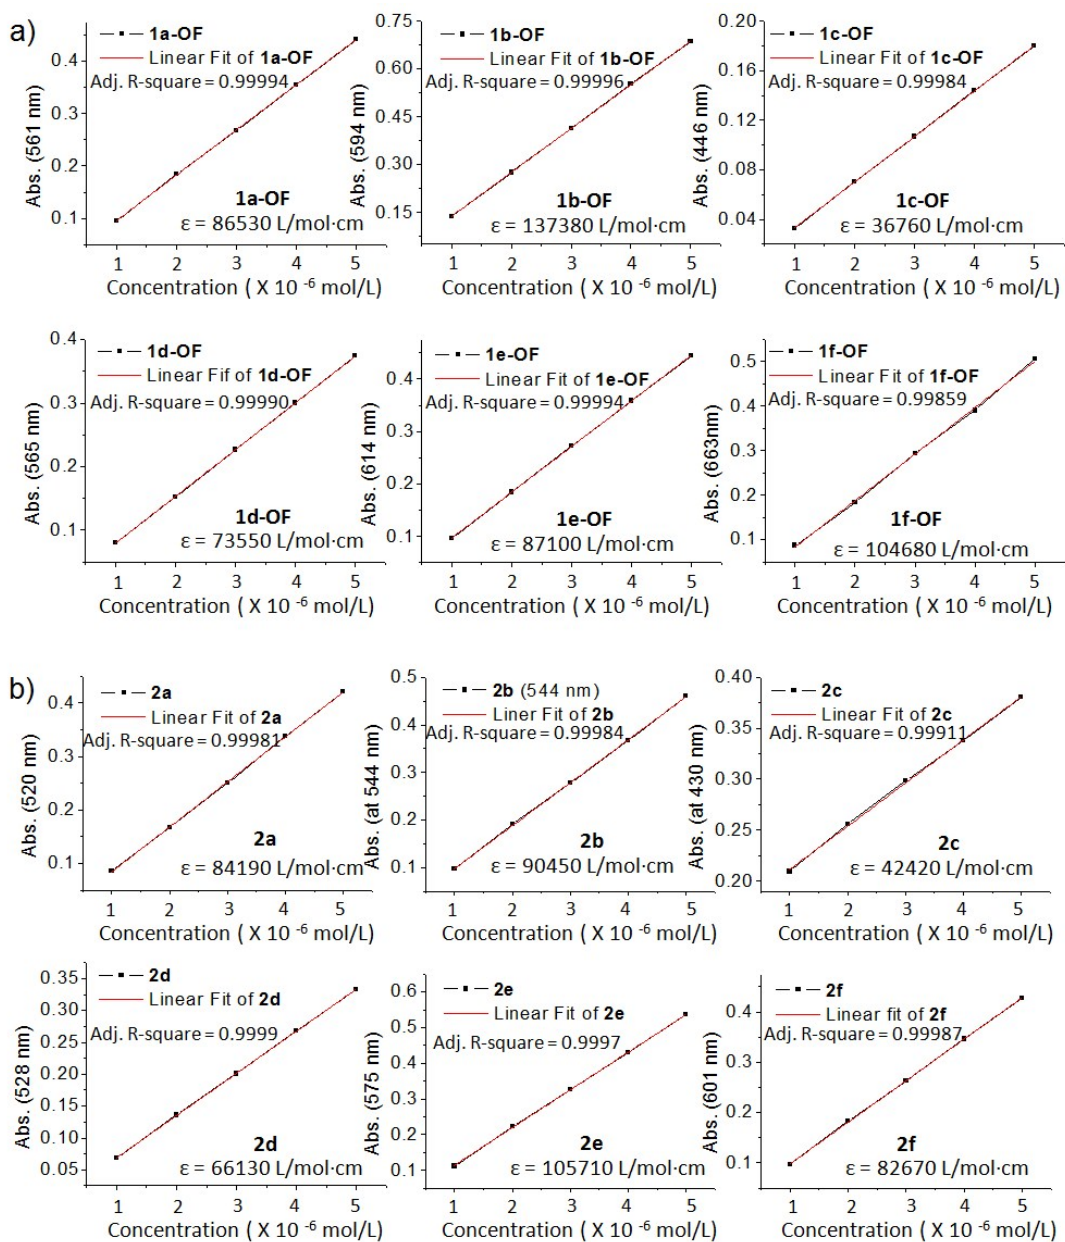 a)
1a-OF
Linear Fit of 1a-OF
Adj. R-square = 0.99994
0.4
0.3
0.2
0.1
Abs. (561 nm)
1a-OF
ε = 86530 L/mol·cm
1 2 3 4 5
Concentration ( X 10 -6 mol/L)
1b-OF
Linear Fit of 1b-OF
Adj. R-square = 0.99996
0.75
0.60
0.45
0.30
0.15
Abs. (594 nm)
1b-OF
ε = 137380 L/mol·cm
1 2 3 4 5
Concentration ( X 10 -6 mol/L)
1c-OF
Linear Fit of 1c-OF
Adj. R-square = 0.99984
0.20
0.16
0.12
0.08
0.04
Abs. (446 nm)
1c-OF
ε = 36760 L/mol·cm
1 2 3 4 5
Concentration ( X 10 -6 mol/L)
1d-OF
Linear Fif of 1d-OF
Adj. R-square = 0.99990
0.4
0.3
0.2
0.1
Abs. (565 nm)
1d-OF
ε = 73550 L/mol·cm
1 2 3 4 5
Concentration ( X 10 -6 mol/L)
1e-OF
Linear Fit of 1e-OF
Adj. R-square = 0.99994
0.4
0.3
0.2
0.1
Abs. (614 nm)
1e-OF
ε = 87100 L/mol·cm
1 2 3 4 5
Concentration ( X 10 -6 mol/L)
1f-OF
Linear Fit of 1f-OF
Adj. R-square = 0.99859
0.5
0.4
0.3
0.2
0.1
Abs. (663nm)
1f-OF
ε = 104680 L/mol·cm
1 2 3 4 5
Concentration ( X 10 -6 mol/L)
b)
2a
Linear Fit of 2a
Adj. R-square = 0.99981
0.4
0.3
0.2
0.1
Abs. (520 nm)
2a
ε = 84190 L/mol·cm
1 2 3 4 5
Concentration ( X 10 -6 mol/L)
2b (544 nm)
Liner Fit of 2b
Adj. R-square = 0.99984
0.5
0.4
0.3
0.2
0.1
Abs. (at 544 nm)
2b
ε = 90450 L/mol·cm
1 2 3 4 5
Concentration ( X 10 -6 mol/L)
2c
Linear Fit of 2c
Adj. R-square = 0.99911
0.40
0.35
0.30
0.25
0.20
Abs. (at 430 nm)
2c
ε = 42420 L/mol·cm
1 2 3 4 5
Concentration ( X 10 -6 mol/L)
2d
Linear Fit of 2d
Adj. R-square = 0.9999
0.35
0.30
0.25
0.20
0.15
0.10
0.05
Abs. (528 nm)
2d
ε = 66130 L/mol·cm
1 2 3 4 5
Concentration ( X 10 -6 mol/L)
2e
Linear Fit of 2e
Adj. R-square = 0.9997
0.6
0.5
0.4
0.3
0.2
0.1
Abs. (575 nm)
2e
ε = 105710 L/mol·cm
1 2 3 4 5
Concentration ( X 10 -6 mol/L)
2f
Linear fit of 2f
Adj. R-square = 0.99987
0.4
0.3
0.2
0.1
Abs. (601 nm)
2f
ε = 82670 L/mol·cm
1 2 3 4 5
Concentration ( X 10 -6 mol/L)